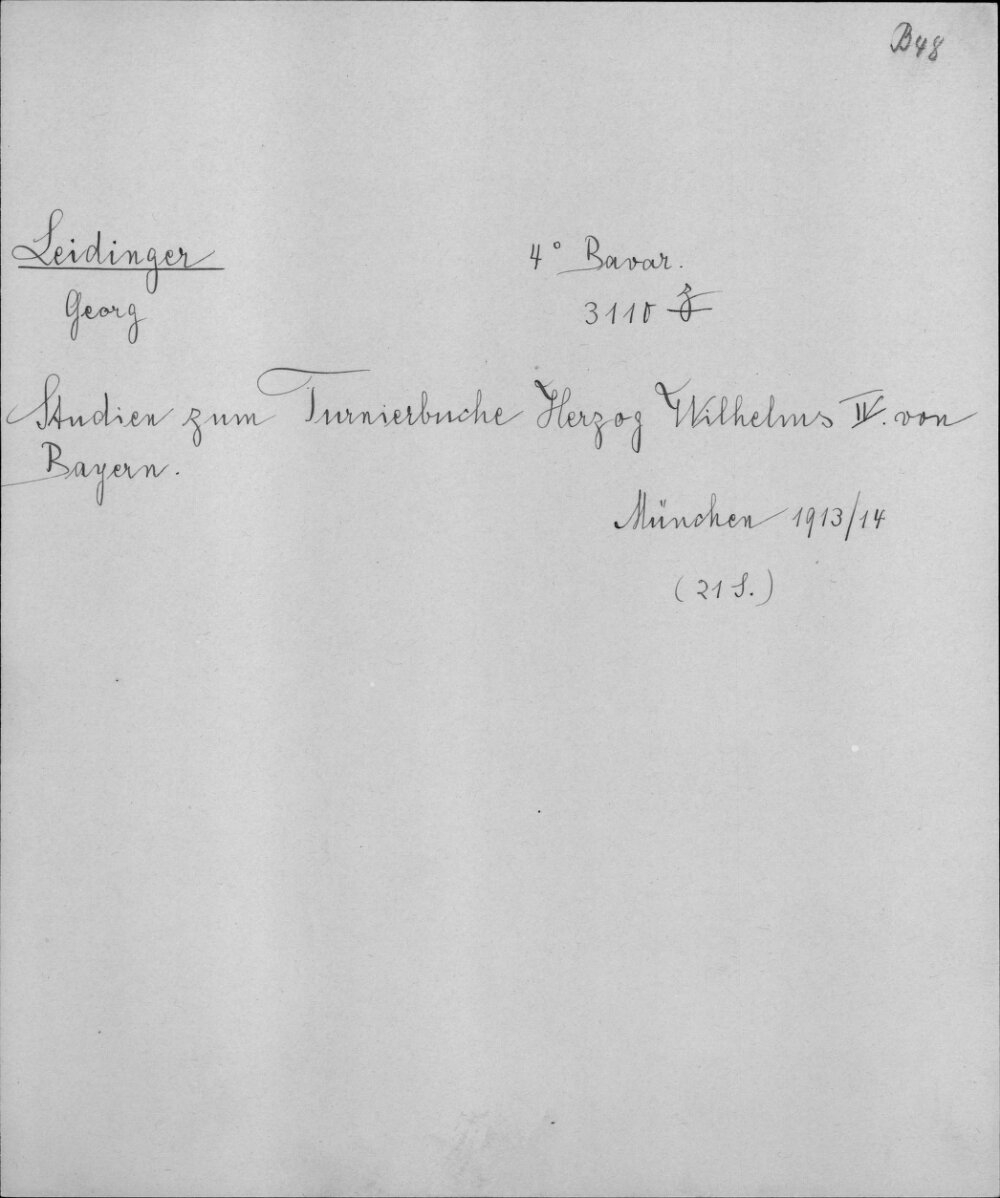 B48
Leidinger
Georg
4° Bavar.
3110 z
Studien zum Turnierbuche Herzog Wilhelms IV. von
Bayern.
München 1913/14
(21 S.)